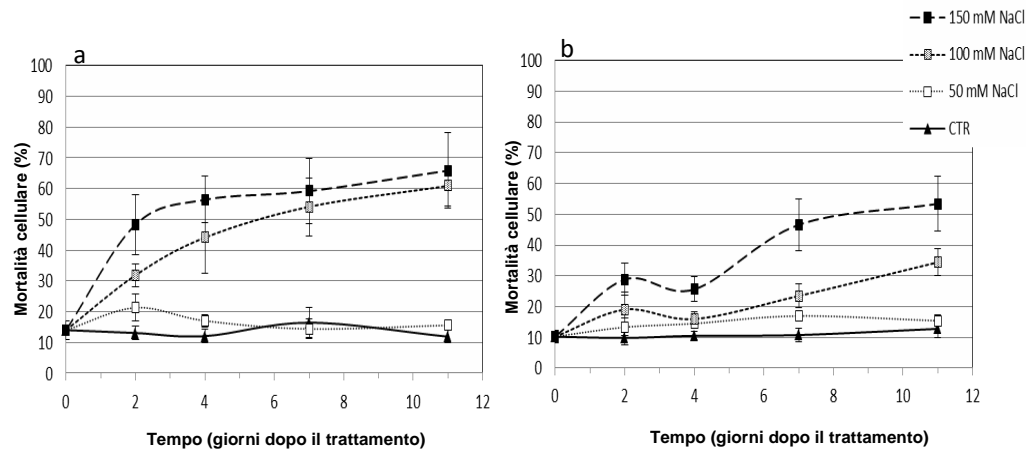 a
100
90
80
70
60
50
40
30
20
10
0
0 2 4 6 8 10 12
Mortalità cellulare (%)
Tempo (giorni dopo il trattamento)
b
100
90
80
70
60
50
40
30
20
10
0
0 2 4 6 8 10 12
Mortalità cellulare (%)
Tempo (giorni dopo il trattamento)
150 mM NaCl
100 mM NaCl
50 mM NaCl
CTR